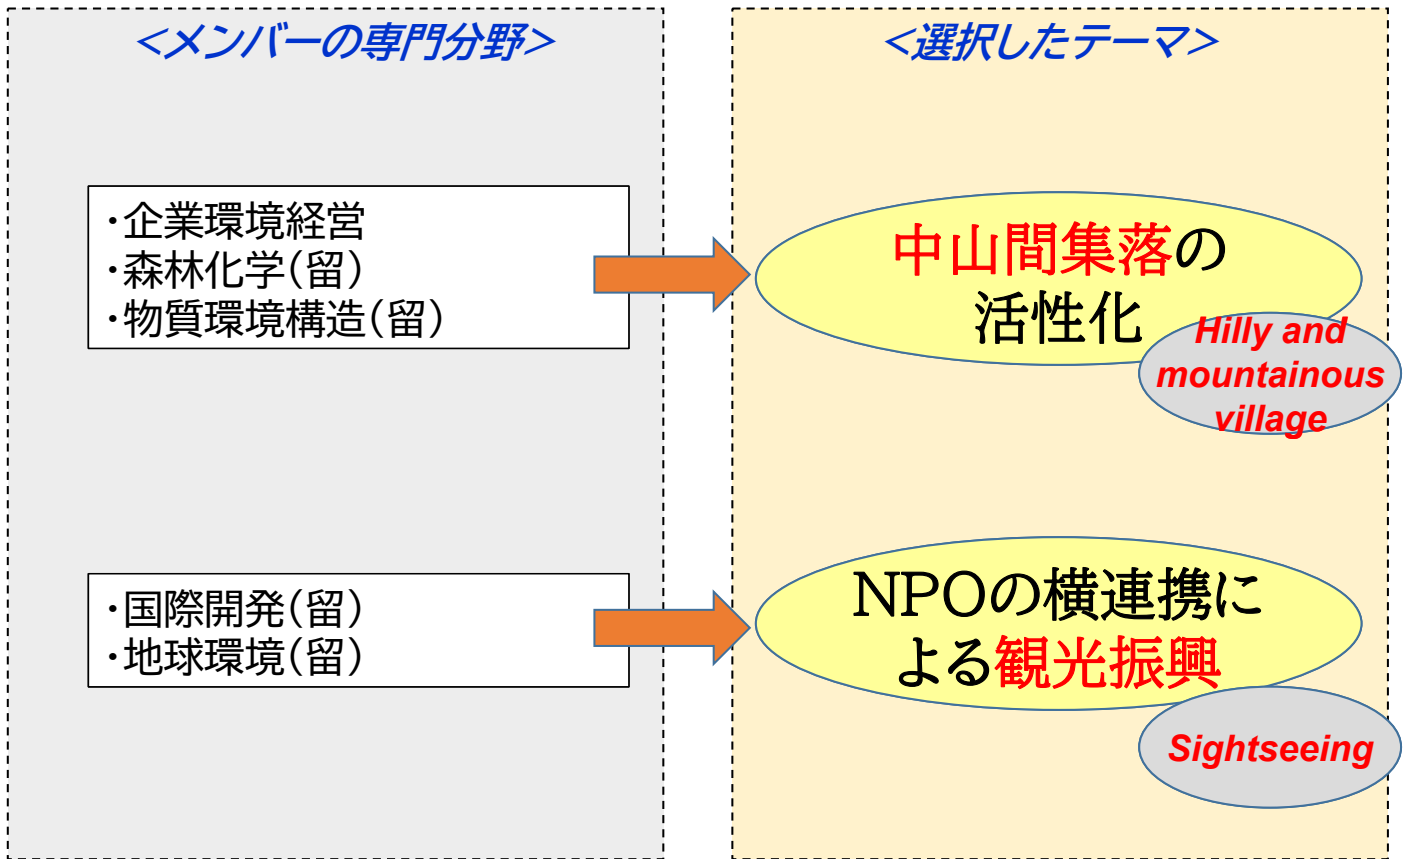 <メンバーの専門分野>
・企業環境経営
・森林化学(留)
・物質環境構造(留)
・国際開発(留)
・地球環境(留)
<選択したテーマ>
中山間集落の
活性化
Hilly and
mountainous
village
NPOの横連携に
よる観光振興
Sightseeing